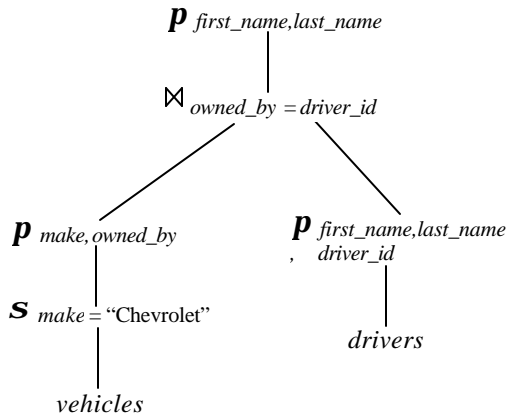 p first_name,last_name
⋈ owned_by = driver_id
p make, owned_by
p first_name,last_name
, driver_id
s make = “Chevrolet”
drivers
vehicles